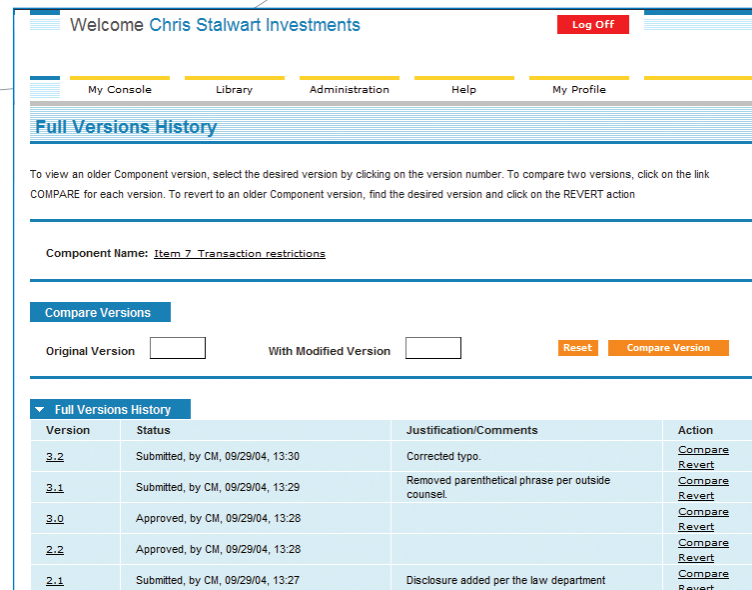 Welcome Chris Stalwart Investments
Log Off
My Console Library Administration Help My Profile
Full Versions History
To view an older Component version, select the desired version by clicking on the version number. To compare two versions, click on the link
COMPARE for each version. To revert to an older Component version, find the desired version and click on the REVERT action
Component Name: Item 7 Transaction restrictions
Compare Versions
Original Version With Modified Version Reset Compare Version
Full Versions History
Version Status Justification/Comments Action
3.2 Submitted, by CM, 09/29/04, 13:30 Corrected typo. Compare
Revert
3.1 Submitted, by CM, 09/29/04, 13:29 Removed parenthetical phrase per outside Compare
counsel. Revert
3.0 Approved, by CM, 09/29/04, 13:28 Compare
Revert
2.2 Approved, by CM, 09/29/04, 13:28 Compare
Revert
2.1 Submitted, by CM, 09/29/04, 13:27 Disclosure added per the law department Compare
Revert